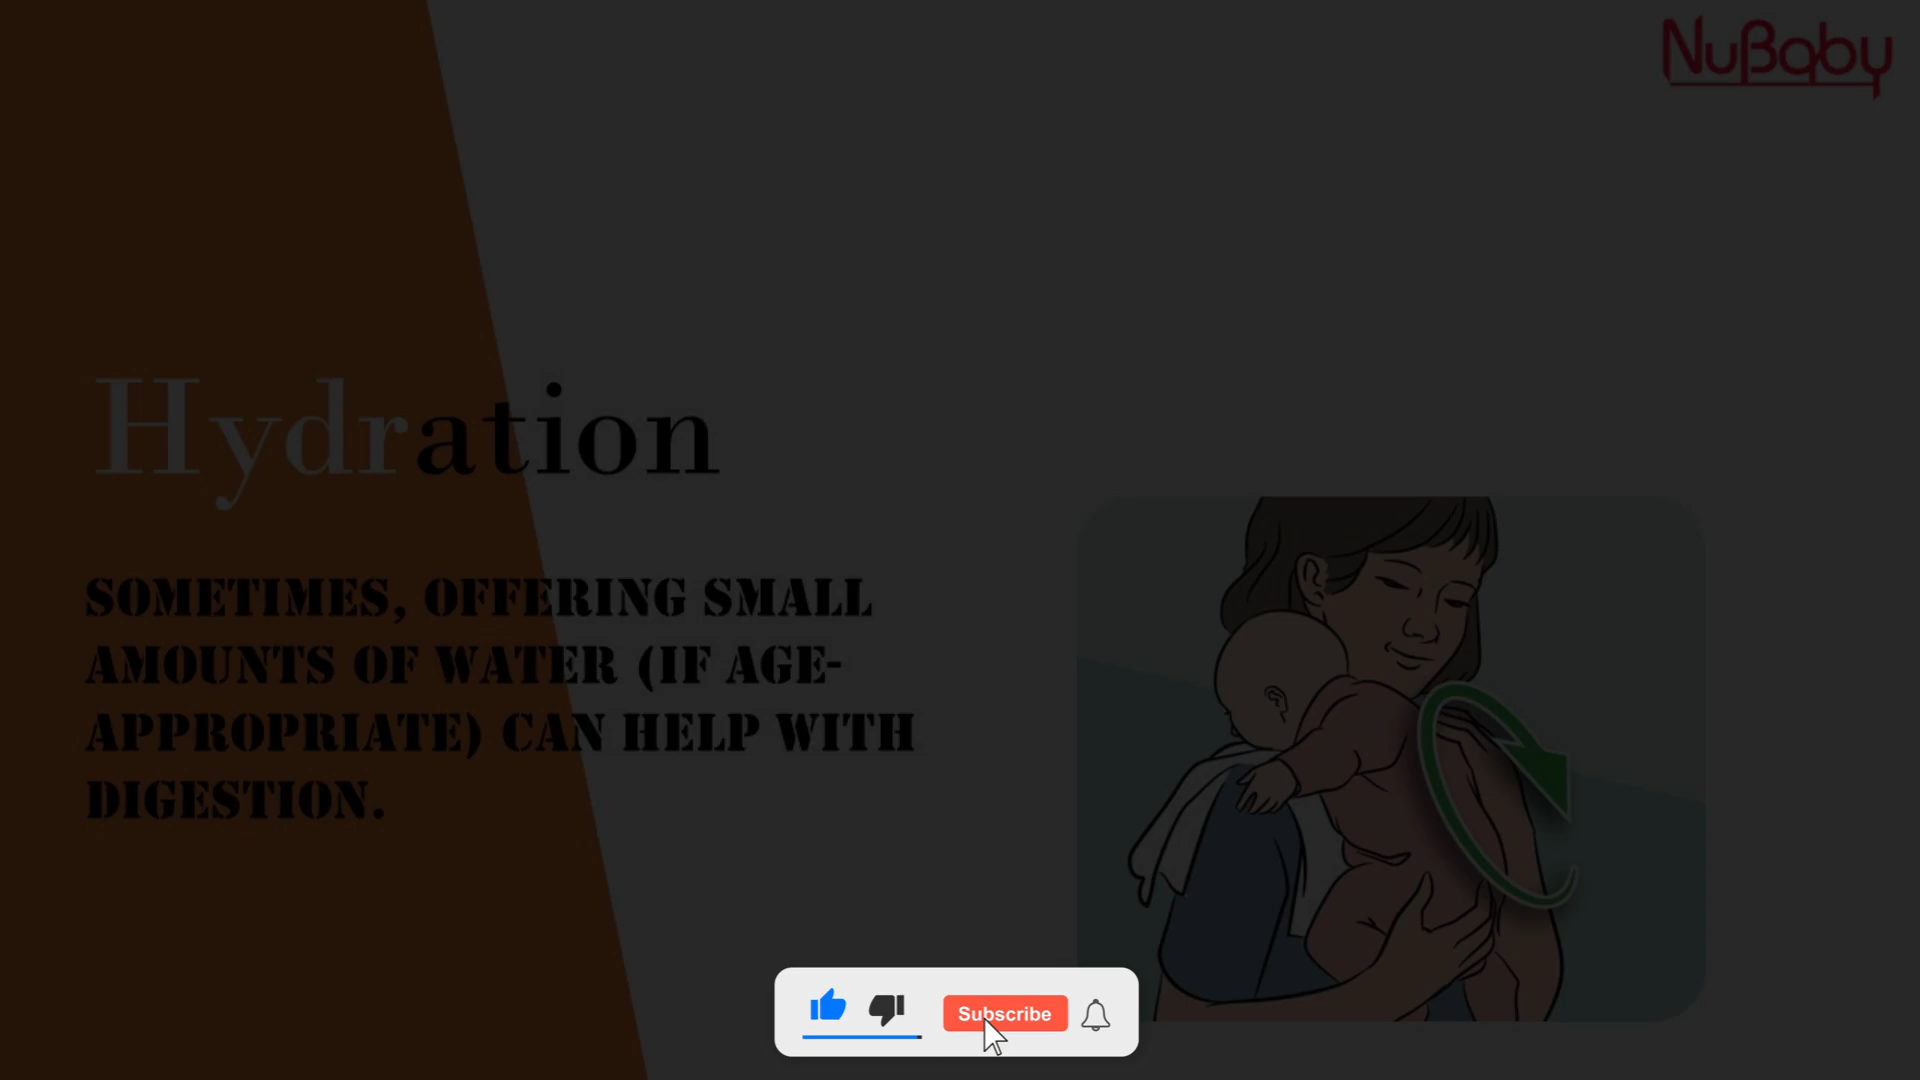 NuBaby
Hydration
SOMETIMES, OFFERING SMALL
AMOUNTS OF WATER (IF AGE-
APPROPRIATE) CAN HELP WITH
DIGESTION.
Subscribe